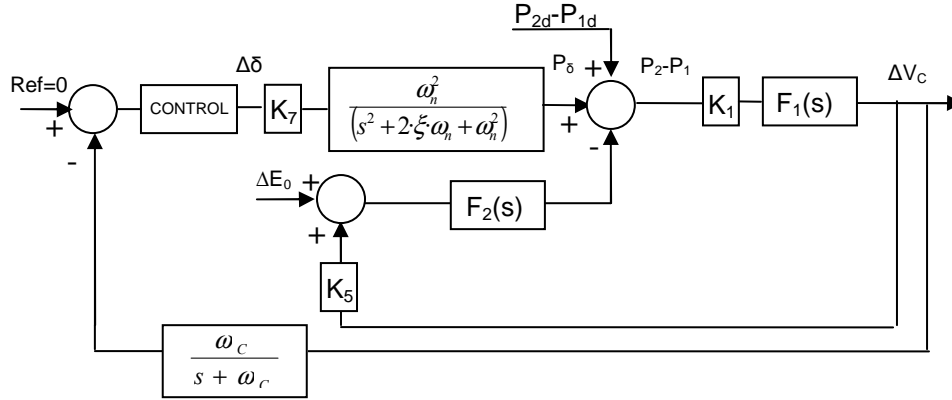 P2d-P1d
Ref=0
+
-
CONTROL
Δδ
K7
ωn²
(s² + 2·ξ·ωn + ωn²)
Pδ
+
+
-
P2-P1
K1
F1(s)
ΔVC
ΔE0
+
+
F2(s)
K5
ωC
s + ωC